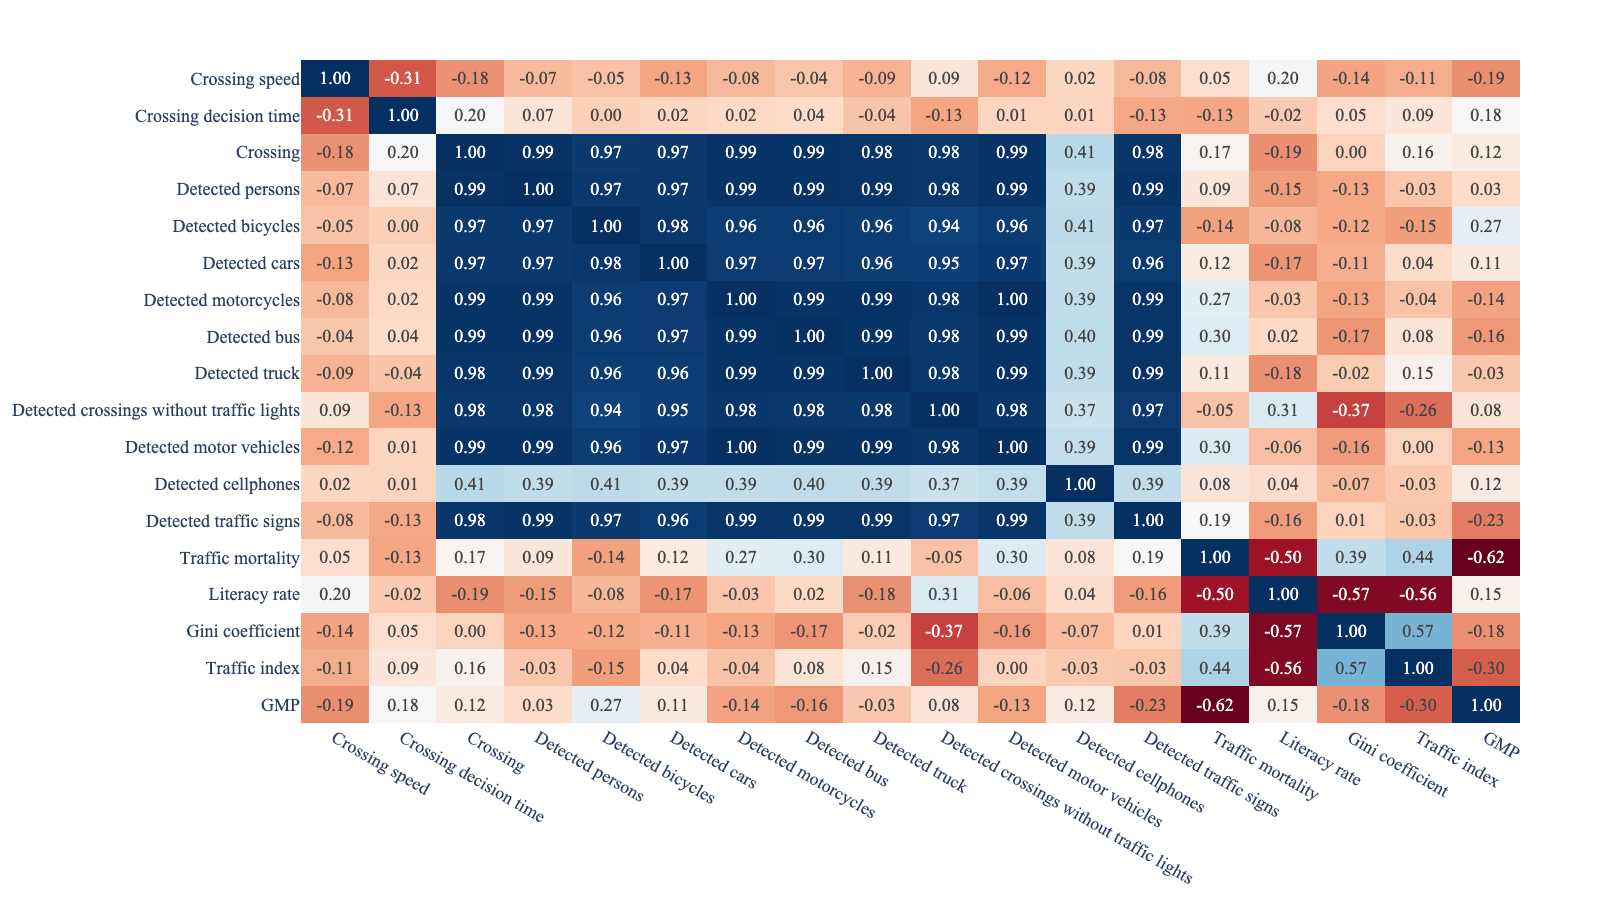 Crossing speed 1.00 -0.31 -0.18 -0.07 -0.05 -0.13 -0.08 -0.04 -0.09 0.09 -0.12 0.02 -0.08 0.05 0.20 -0.14 -0.11 -0.19
Crossing decision time -0.31 1.00 0.20 0.07 0.00 0.02 0.02 0.04 -0.04 -0.13 0.01 0.01 -0.13 -0.13 -0.02 0.05 0.09 0.18
Crossing -0.18 0.20 1.00 0.99 0.97 0.97 0.99 0.99 0.98 0.98 0.99 0.41 0.98 0.17 -0.19 0.00 0.16 0.12
Detected persons -0.07 0.07 0.99 1.00 0.97 0.97 0.99 0.99 0.99 0.98 0.99 0.39 0.99 0.09 -0.15 -0.13 -0.03 0.03
Detected bicycles -0.05 0.00 0.97 0.97 1.00 0.98 0.96 0.96 0.96 0.94 0.96 0.41 0.97 -0.14 -0.08 -0.12 -0.15 0.27
Detected cars -0.13 0.02 0.97 0.97 0.98 1.00 0.97 0.97 0.96 0.95 0.97 0.39 0.96 0.12 -0.17 -0.11 0.04 0.11
Detected motorcycles -0.08 0.02 0.99 0.99 0.96 0.97 1.00 0.99 0.99 0.98 1.00 0.39 0.99 0.27 -0.03 -0.13 -0.04 -0.14
Detected bus -0.04 0.04 0.99 0.99 0.96 0.97 0.99 1.00 0.99 0.98 0.99 0.40 0.99 0.30 0.02 -0.17 0.08 -0.16
Detected truck -0.09 -0.04 0.98 0.99 0.96 0.96 0.99 0.99 1.00 0.98 0.99 0.39 0.99 0.11 -0.18 -0.02 0.15 -0.03
Detected crossings without traffic lights 0.09 -0.13 0.98 0.98 0.94 0.95 0.98 0.98 0.98 1.00 0.98 0.37 0.97 -0.05 0.31 -0.37 -0.26 0.08
Detected motor vehicles -0.12 0.01 0.99 0.99 0.96 0.97 1.00 0.99 0.99 0.98 1.00 0.39 0.99 0.30 -0.06 -0.16 0.00 -0.13
Detected cellphones 0.02 0.01 0.41 0.39 0.41 0.39 0.39 0.40 0.39 0.37 0.39 1.00 0.39 0.08 0.04 -0.07 -0.03 0.12
Detected traffic signs -0.08 -0.13 0.98 0.99 0.97 0.96 0.99 0.99 0.99 0.97 0.99 0.39 1.00 0.19 -0.16 0.01 -0.03 -0.23
Traffic mortality 0.05 -0.13 0.17 0.09 -0.14 0.12 0.27 0.30 0.11 -0.05 0.30 0.08 0.19 1.00 -0.50 0.39 0.44 -0.62
Literacy rate 0.20 -0.02 -0.19 -0.15 -0.08 -0.17 -0.03 0.02 -0.18 0.31 -0.06 0.04 -0.16 -0.50 1.00 -0.57 -0.56 0.15
Gini coefficient -0.14 0.05 0.00 -0.13 -0.12 -0.11 -0.13 -0.17 -0.02 -0.37 -0.16 -0.07 0.01 0.39 -0.57 1.00 0.57 -0.18
Traffic index -0.11 0.09 0.16 -0.03 -0.15 0.04 -0.04 0.08 0.15 -0.26 0.00 -0.03 -0.03 0.44 -0.56 0.57 1.00 -0.30
GMP -0.19 0.18 0.12 0.03 0.27 0.11 -0.14 -0.16 -0.03 0.08 -0.13 0.12 -0.23 -0.62 0.15 -0.18 -0.30 1.00
Crossing speed
Crossing decision time
Crossing
Detected persons
Detected bicycles
Detected cars
Detected motorcycles
Detected bus
Detected truck
Detected crossings without traffic lights
Detected motor vehicles
Detected cellphones
Detected traffic signs
Traffic mortality
Literacy rate
Gini coefficient
Traffic index
GMP